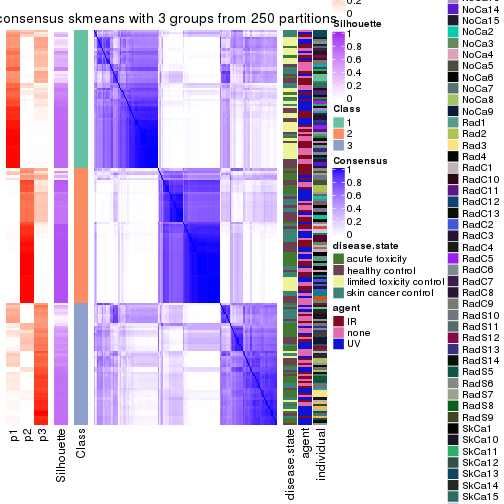 consensus skmeans with 3 groups from 250 partitions
0.2
0
Silhouette
1
0.8
0.6
0.4
0.2
0
Class
1
2
3
Consensus
1
0.8
0.6
0.4
0.2
0
disease.state
acute toxicity
healthy control
limited toxicity control
skin cancer control
agent
IR
none
UV
NoCa14
NoCa15
NoCa2
NoCa3
NoCa4
NoCa5
NoCa6
NoCa7
NoCa8
NoCa9
Rad1
Rad2
Rad3
Rad4
RadC1
RadC10
RadC11
RadC12
RadC13
RadC2
RadC3
RadC4
RadC5
RadC6
RadC7
RadC8
RadC9
RadS10
RadS11
RadS12
RadS13
RadS14
RadS5
RadS6
RadS7
RadS8
RadS9
SkCa1
SkCa10
SkCa11
SkCa12
SkCa13
SkCa14
SkCa15
p1
p2
p3
Silhouette
Class
disease.state
agent
individual